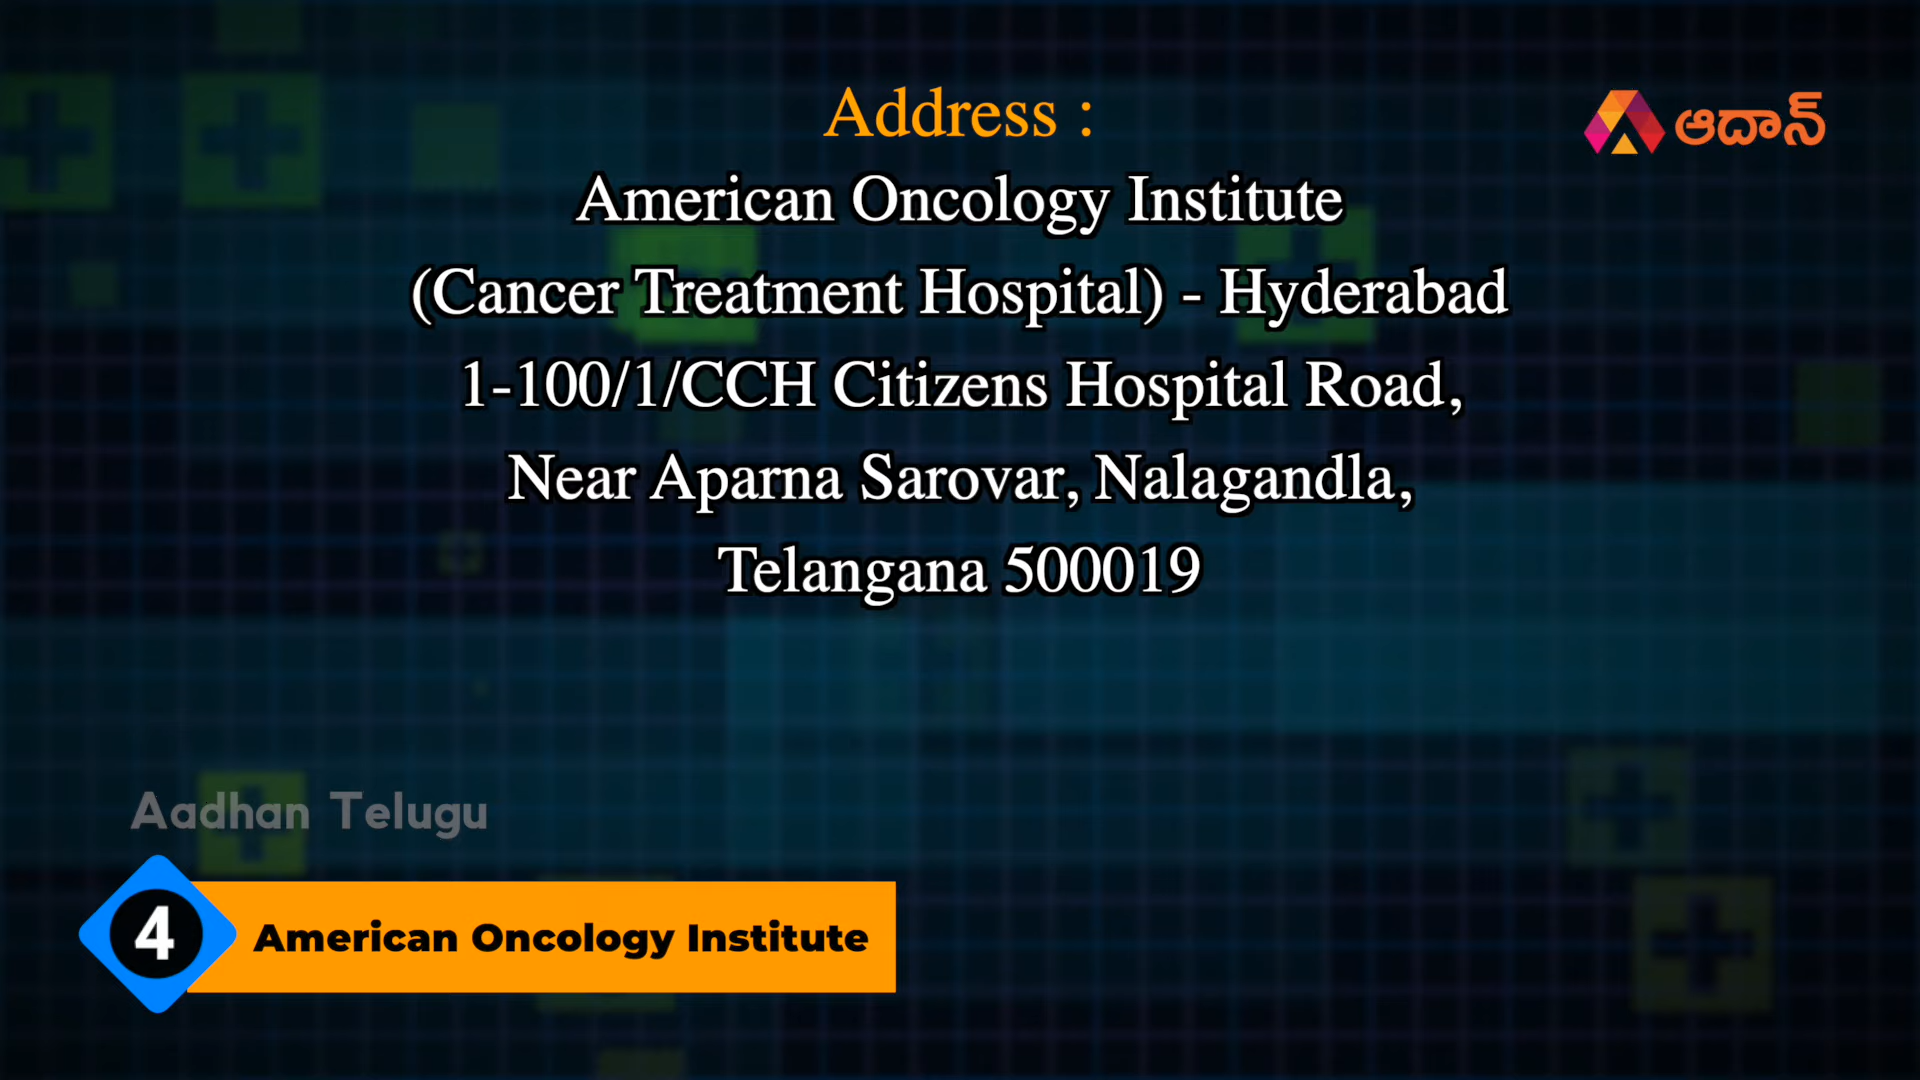 Address :
ఆదాన్
American Oncology Institute
(Cancer Treatment Hospital) - Hyderabad
1-100/1/CCH Citizens Hospital Road,
Near Aparna Sarovar, Nalagandla,
Telangana 500019
Aadhan Telugu
4
American Oncology Institute